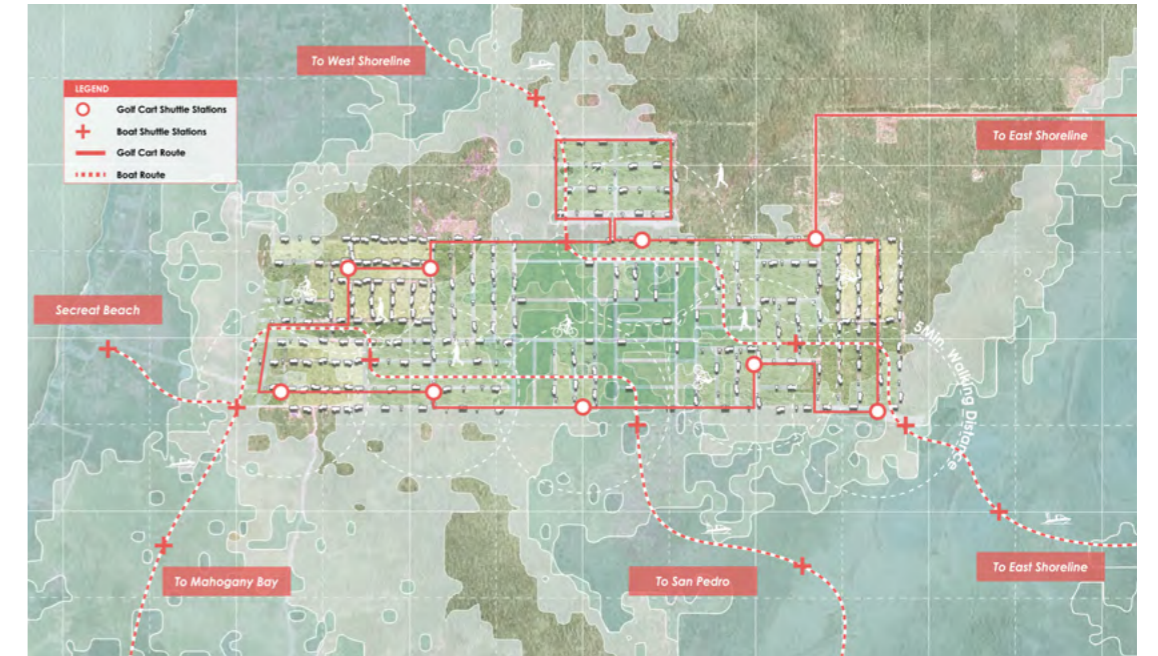 To West Shoreline
LEGEND
Golf Cart Shuttle Stations
Boat Shuttle Stations
Golf Cart Route
Boat Route
To East Shoreline
Secreat Beach
5Min. Walking Distance
To Mahogany Bay
To San Pedro
To East Shoreline